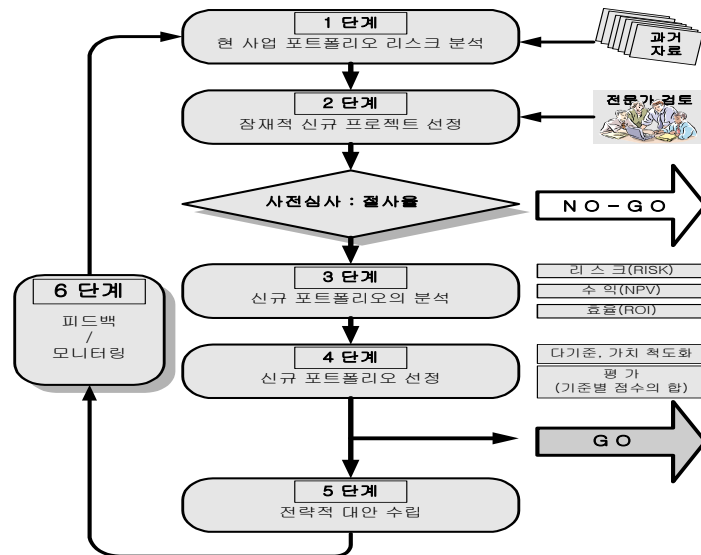 1 단계
현 사업 포트폴리오 리스크 분석
과거
자료
2 단계
잠재적 신규 프로젝트 선정
전문가 검토
사전심사 : 절사율
NO-GO
3 단계
신규 포트폴리오의 분석
리 스 크(RISK)
수 익(NPV)
효율(ROI)
6 단계
피드백
/
모니터링
4 단계
신규 포트폴리오 선정
다기준, 가치 척도화
평 가
(기준별 점수의 합)
GO
5 단계
전략적 대안 수립